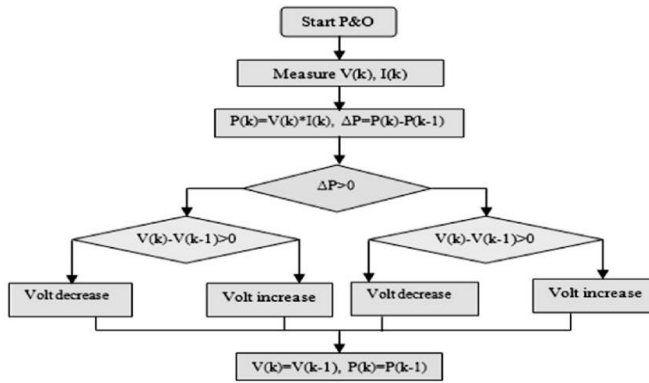 Start P&O
Measure V(k), I(k)
P(k)=V(k)*I(k), ΔP=P(k)-P(k-1)
ΔP>0
V(k)-V(k-1)>0
V(k)-V(k-1)>0
Volt decrease
Volt increase
Volt decrease
Volt increase
V(k)=V(k-1), P(k)=P(k-1)